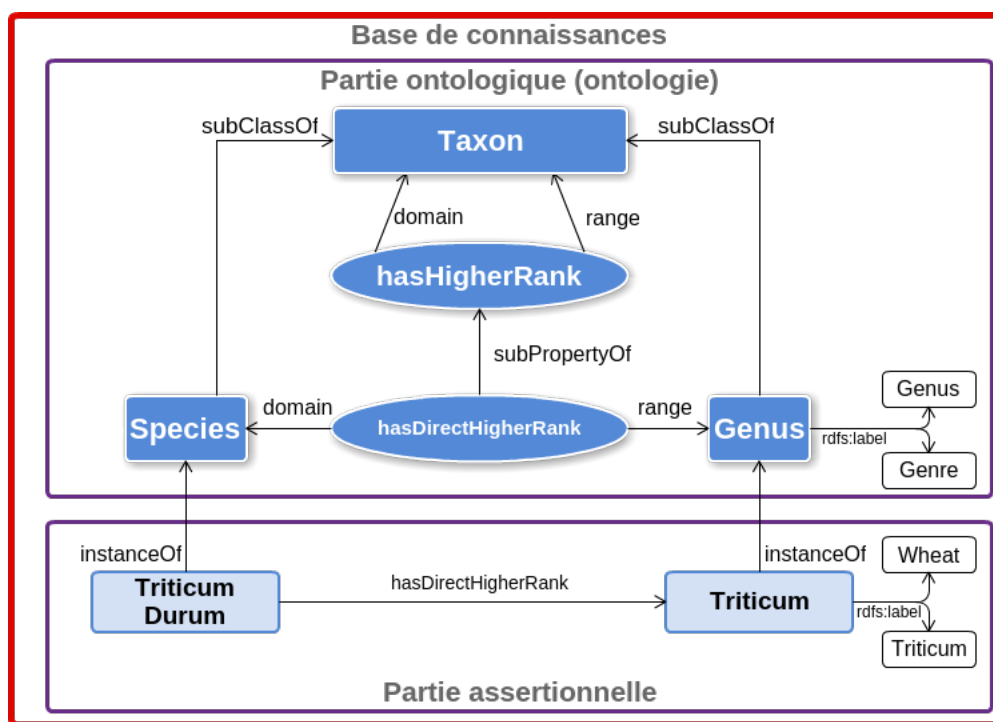 Base de connaissances
Partie ontologique (ontologie)
subClassOf
Taxon
subClassOf
domain
range
hasHigherRank
subPropertyOf
Species
domain
hasDirectHigherRank
range
Genus
rdfs:label
Genus
Genre
instanceOf
instanceOf
Triticum
Durum
hasDirectHigherRank
Triticum
rdfs:label
Wheat
Triticum
Partie assertionnelle